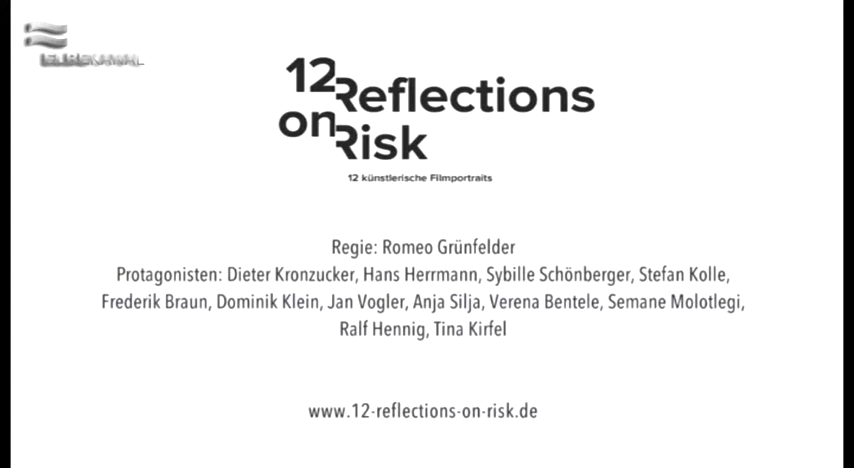 12 Reflections
on Risk
12 künstlerische Filmportraits
Regie: Romeo Grünfelder
Protagonisten: Dieter Kronzucker, Hans Herrmann, Sybille Schönberger, Stefan Kolle,
Frederik Braun, Dominik Klein, Jan Vogler, Anja Silja, Verena Bentele, Semane Molotlegi,
Ralf Hennig, Tina Kirfel
www.12-reflections-on-risk.de